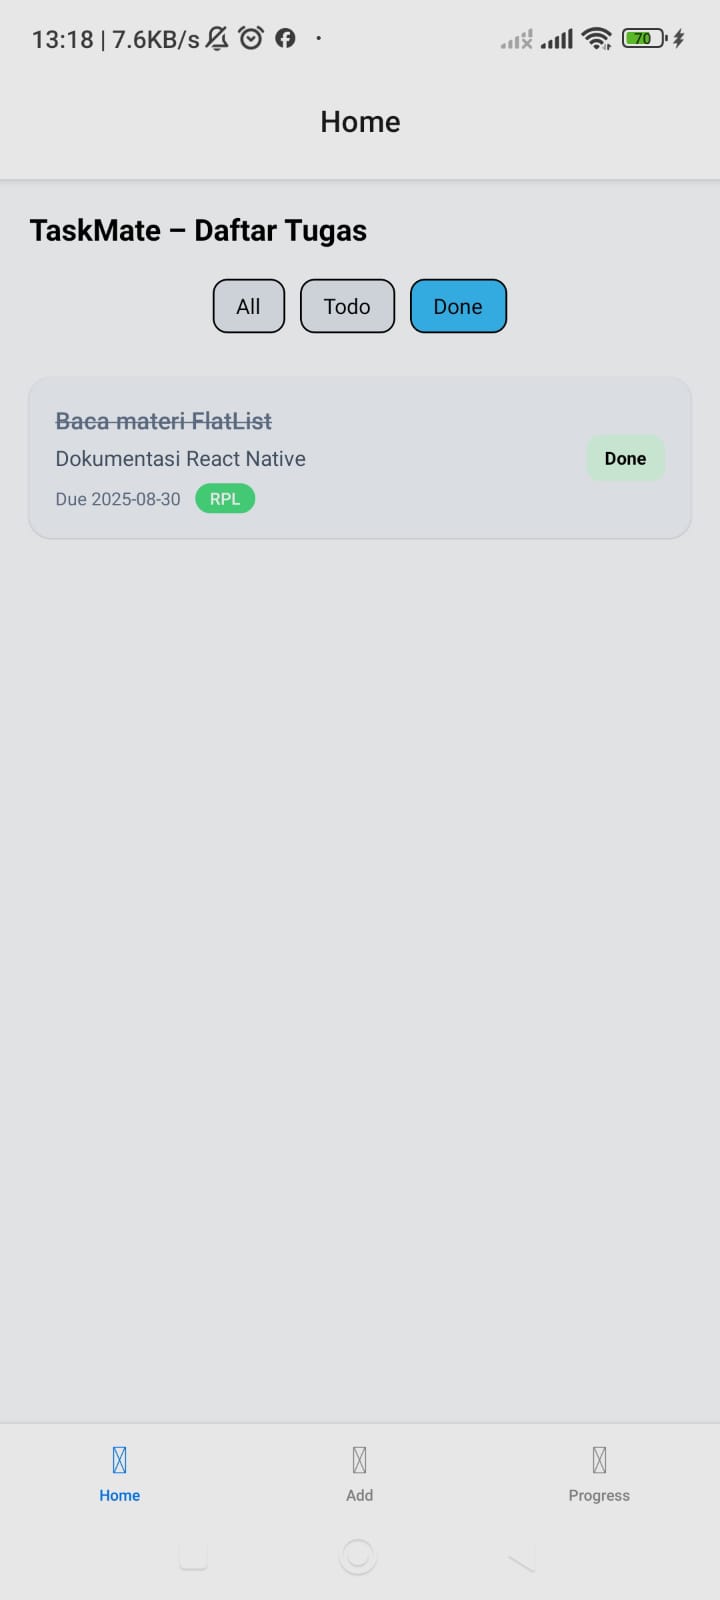 13:18 | 7.6KB/s
70
Home
TaskMate – Daftar Tugas
All Todo Done
Baca materi FlatList
Dokumentasi React Native
Done
Due 2025-08-30 RPL
Home Add Progress